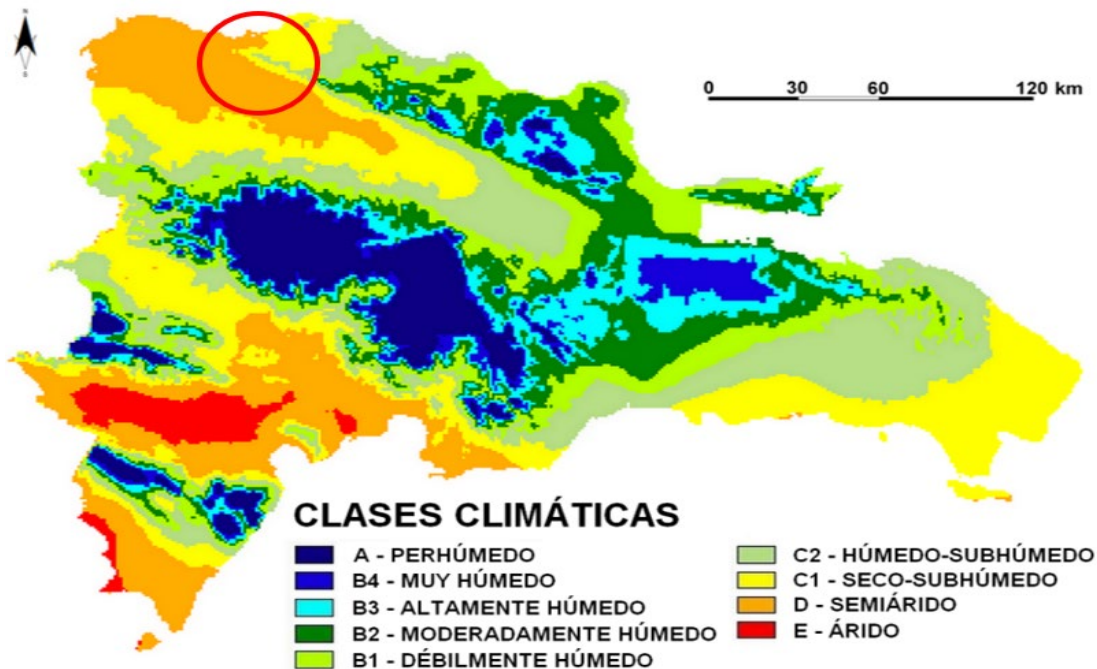 N
S
0 30 60 120 km
CLASES CLIMÁTICAS
A - PERHÚMEDO
B4 - MUY HÚMEDO
B3 - ALTAMENTE HÚMEDO
B2 - MODERADAMENTE HÚMEDO
B1 - DÉBILMENTE HÚMEDO
C2 - HÚMEDO-SUBHÚMEDO
C1 - SECO-SUBHÚMEDO
D - SEMIÁRIDO
E - ÁRIDO